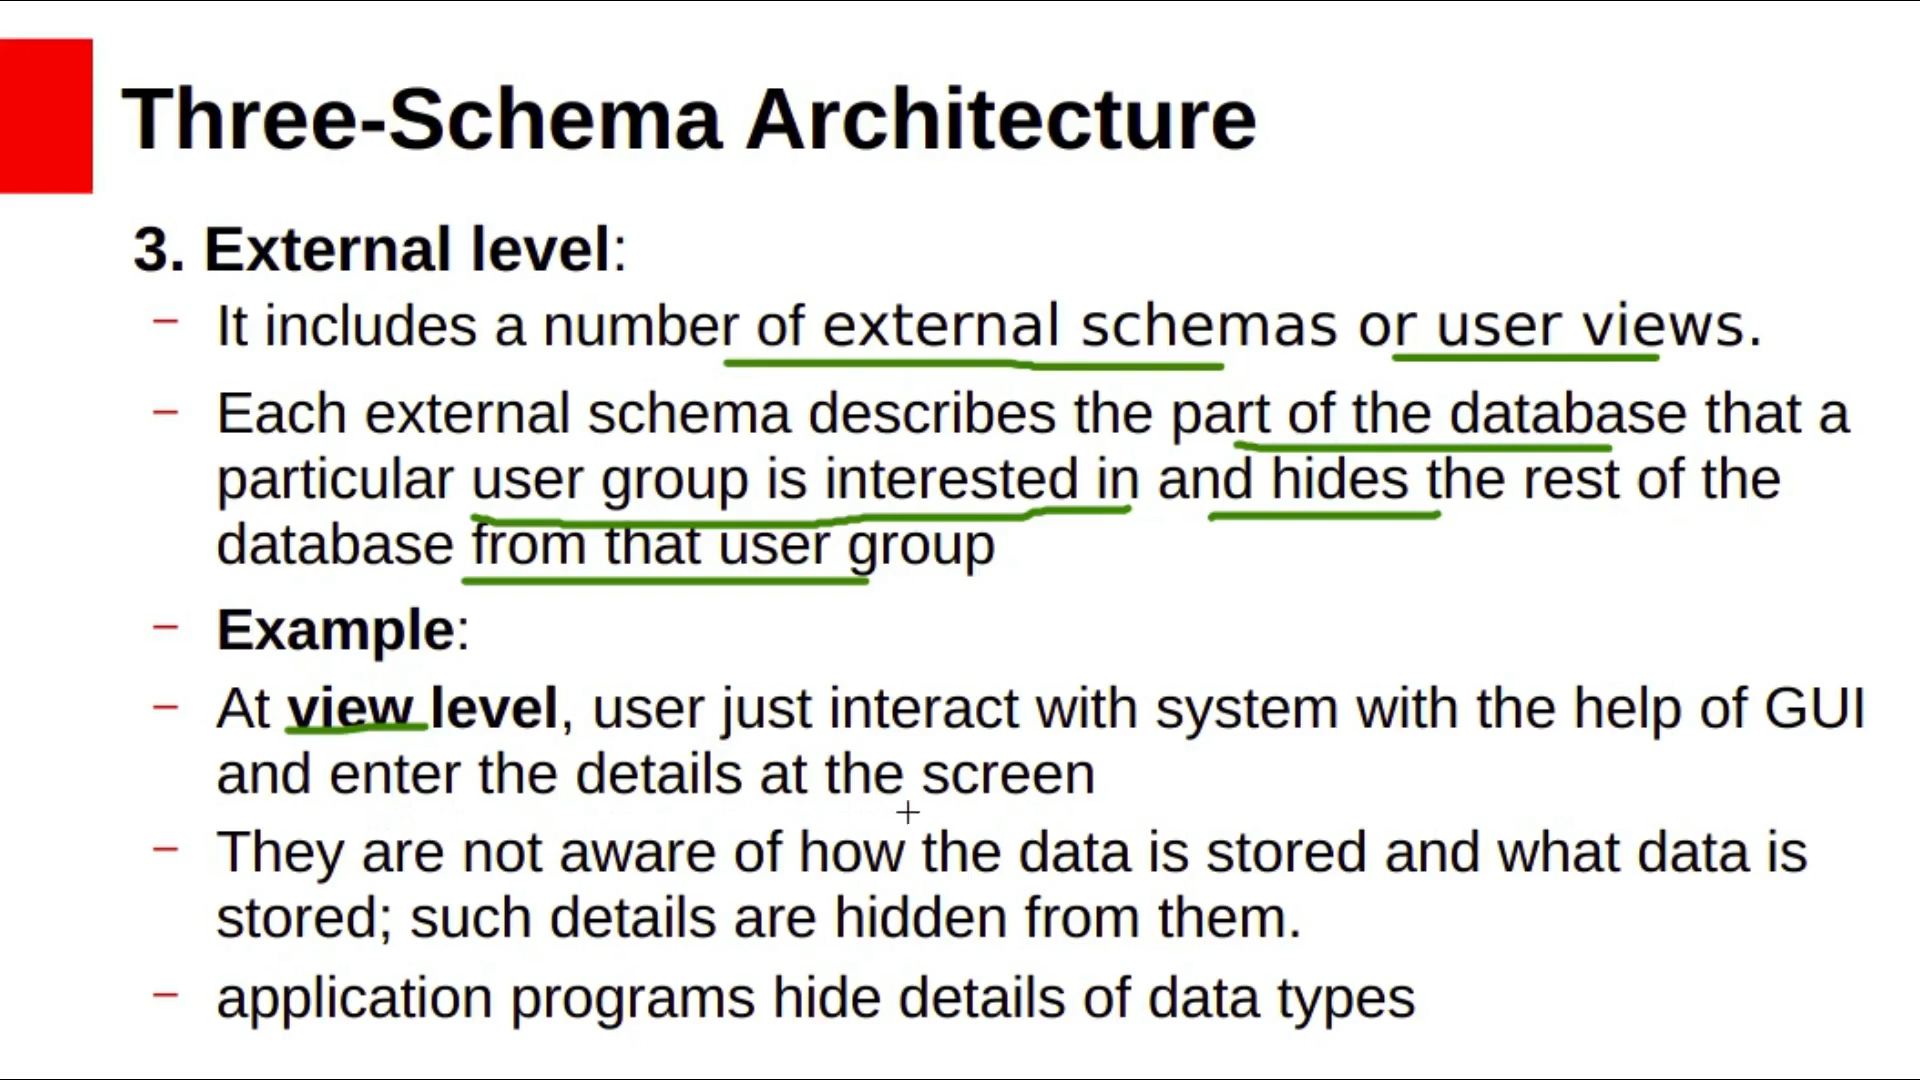 Three-Schema Architecture
3. External level:
– It includes a number of external schemas or user views.
– Each external schema describes the part of the database that a
particular user group is interested in and hides the rest of the
database from that user group
– Example:
– At view level, user just interact with system with the help of GUI
and enter the details at the screen
– They are not aware of how the data is stored and what data is
stored; such details are hidden from them.
– application programs hide details of data types